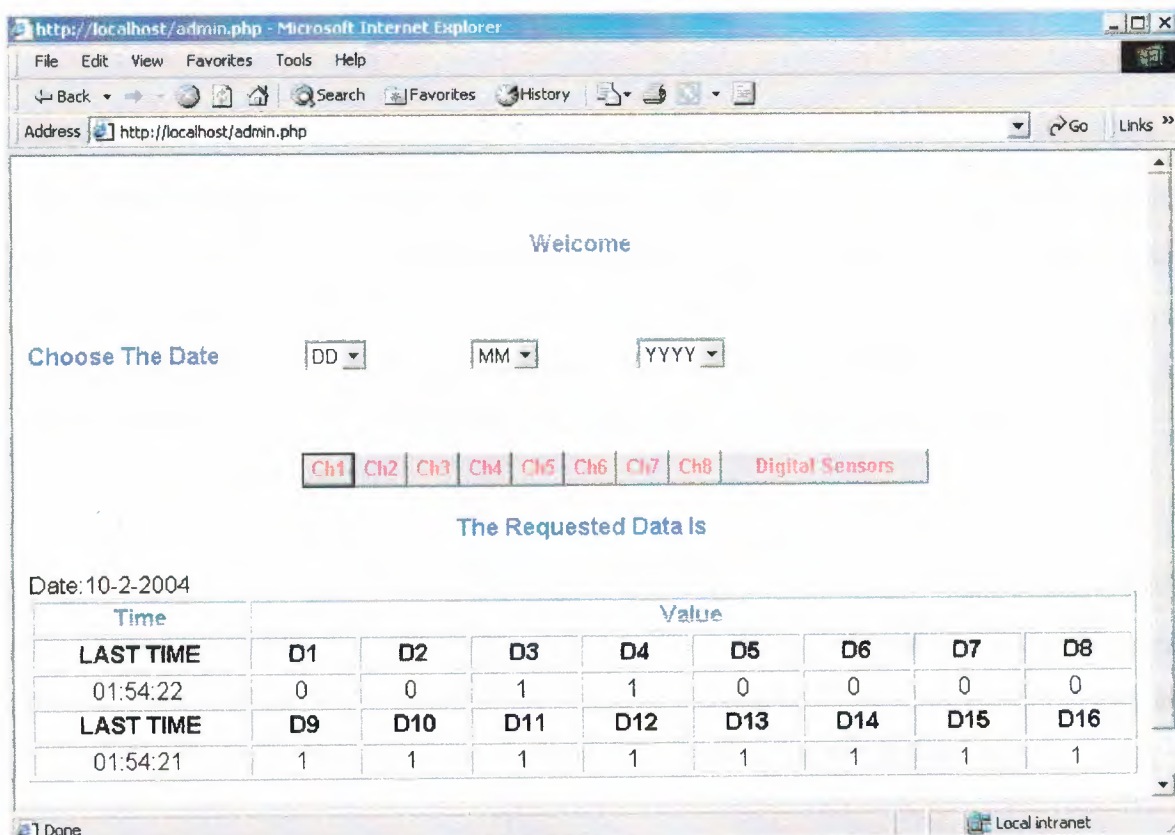 http://localhost/admin.php - Microsoft Internet Explorer
File Edit View Favorites Tools Help
Back Search Favorites History
Address http://localhost/admin.php Go Links »
Welcome
Choose The Date DD MM YYYY
Ch1 Ch2 Ch3 Ch4 Ch5 Ch6 Ch7 Ch8 Digital Sensors
The Requested Data Is
Date:10-2-2004
Time Value
LAST TIME D1 D2 D3 D4 D5 D6 D7 D8
01:54:22 0 0 1 1 0 0 0 0
LAST TIME D9 D10 D11 D12 D13 D14 D15 D16
01:54:21 1 1 1 1 1 1 1 1
Done Local intranet